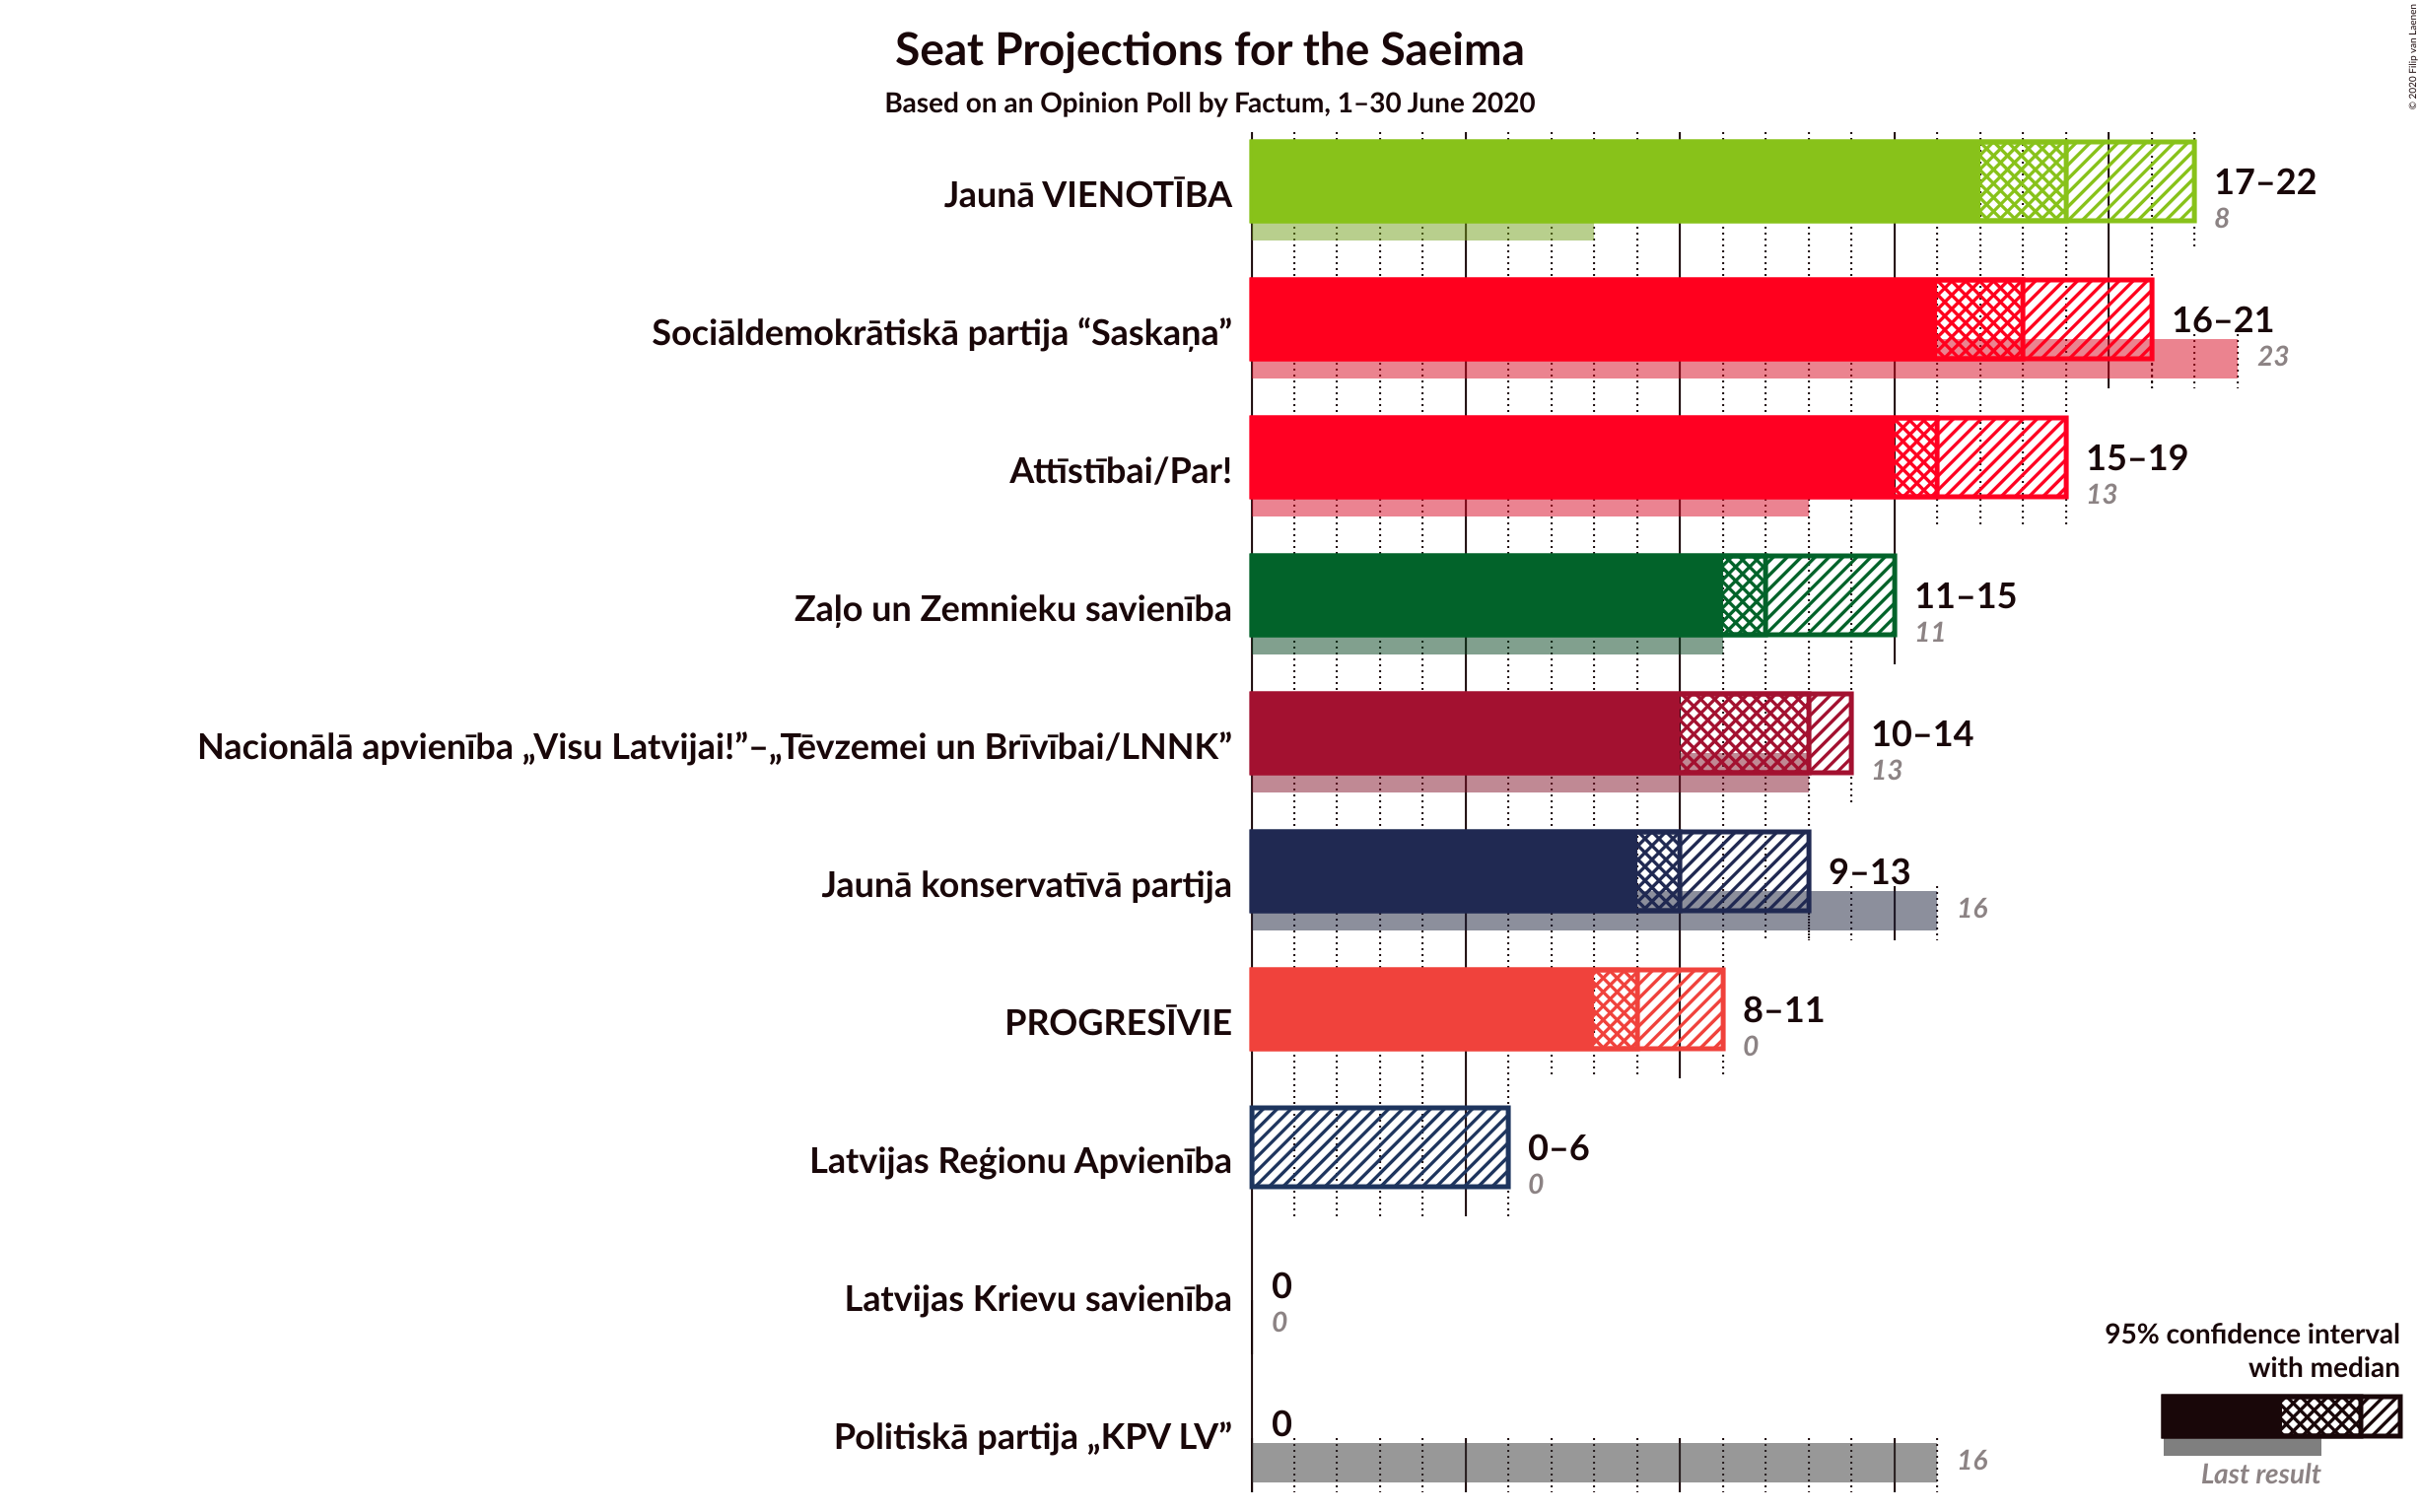 Seat Projections for the Saeima
Based on an Opinion Poll by Factum, 1–30 June 2020
© 2020 Filip van Laenen
Jaunā VIENOTĪBA
17–22
8
Sociāldemokrātiskā partija “Saskaņa”
16–21
23
Attīstībai/Par!
15–19
13
Zaļo un Zemnieku savienība
11–15
11
Nacionālā apvienība „Visu Latvijai!”–„Tēvzemei un Brīvībai/LNNK”
10–14
13
Jaunā konservatīvā partija
9–13
16
PROGRESĪVIE
8–11
0
Latvijas Reģionu Apvienība
0–6
0
Latvijas Krievu savienība
0
0
Politiskā partija „KPV LV”
0
16
95% confidence interval
with median
Last result